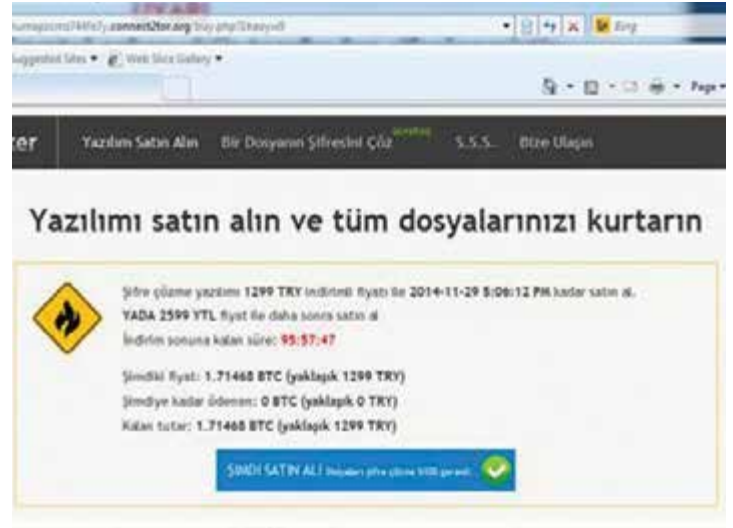 connect2tor.org
Suggested Sites Web Slice Gallery
Page
Yazılım Satın Alın Bir Dosyanın Şifresini Çöz S.S.S. Bize Ulaşın
Yazılımı satın alın ve tüm dosyalarınızı kurtarın
Şifre çözme yazılımı 1299 TRY indirimli fiyatı ile 2014-11-29 5:06:12 PM kadar satın al.
YADA 2599 YTL fiyat ile daha sonra satın al
İndirim sonuna kalan süre: 95:57:47
Şimdiki fiyat: 1.71468 BTC (yaklaşık 1299 TRY)
Şimdiye kadar ödenen: 0 BTC (yaklaşık 0 TRY)
Kalan tutar: 1.71468 BTC (yaklaşık 1299 TRY)
ŞİMDİ SATIN AL!